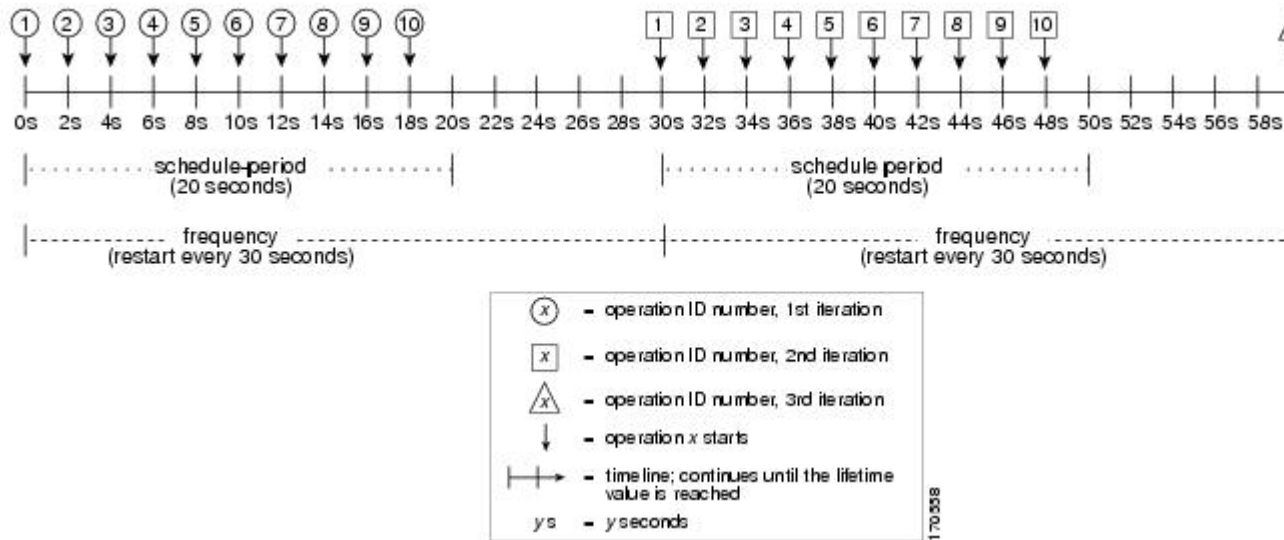 1 2 3 4 5 6 7 8 9 10 1 2 3 4 5 6 7 8 9 10
0s 2s 4s 6s 8s 10s 12s 14s 16s 18s 20s 22s 24s 26s 28s 30s 32s 34s 36s 38s 40s 42s 44s 46s 48s 50s 52s 54s 56s 58s
schedule-period schedule-period
(20 seconds) (20 seconds)
frequency frequency
(restart every 30 seconds) (restart every 30 seconds)
x = operation ID number, 1st iteration
x = operation ID number, 2nd iteration
x = operation ID number, 3rd iteration
= operation x starts
= timeline; continues until the lifetime
value is reached
y s = y seconds
170558